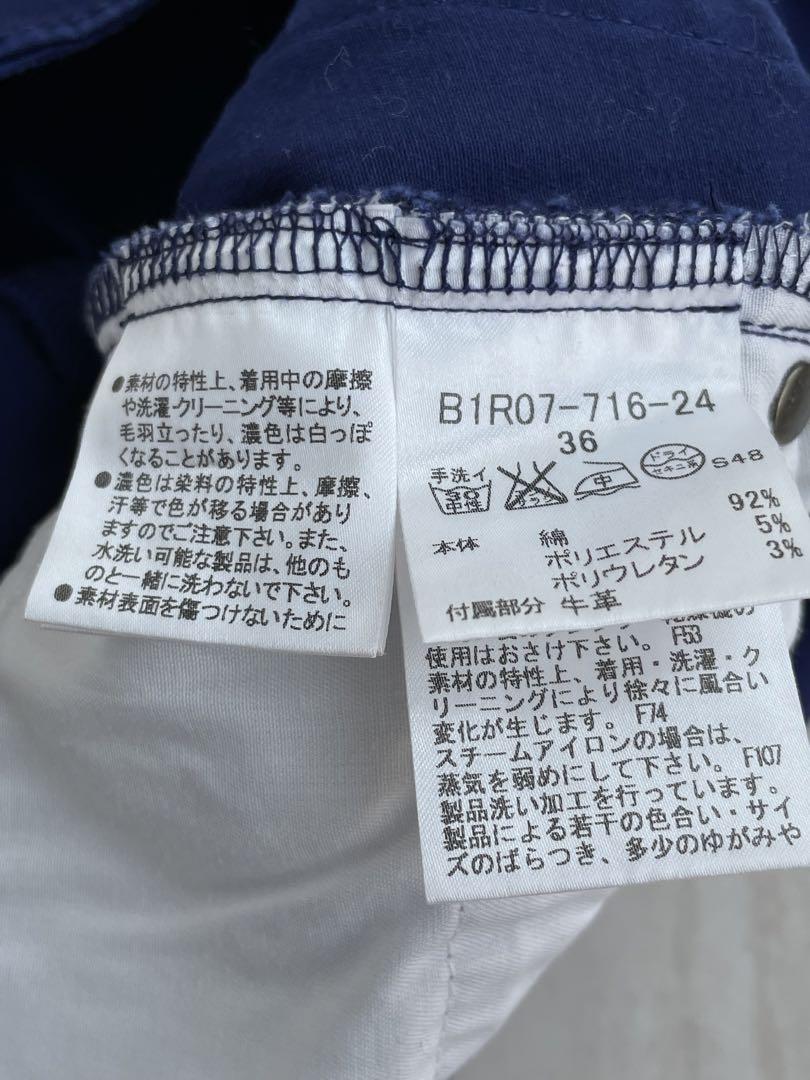 ●素材の特性上、着用中の摩擦
や洗濯・クリーニング等により、
毛羽立ったり、濃色は白っぽ
くなることがあります。
●濃色は染料の特性上、摩擦、
汗等で色が移る場合があり
ますのでご注意下さい。また、
水洗い可能な製品は、他のも
のと一緒に洗わないで下さい。
●素材表面を傷つけないために
B1R07-716-24
36
手洗イ
30
中性
中
ドライ
セキユ系
S48
92%
本体 綿 5%
ポリエステル 3%
ポリウレタン
付属部分 牛革
使用はおさけ下さい。 F53
素材の特性上、着用・洗濯・ク
リーニングにより徐々に風合い
変化が生じます。 F74
スチームアイロンの場合は、
蒸気を弱めにして下さい。 F107
製品洗い加工を行っています。
製品による若干の色合い・サイ
ズのばらつき、多少のゆがみや